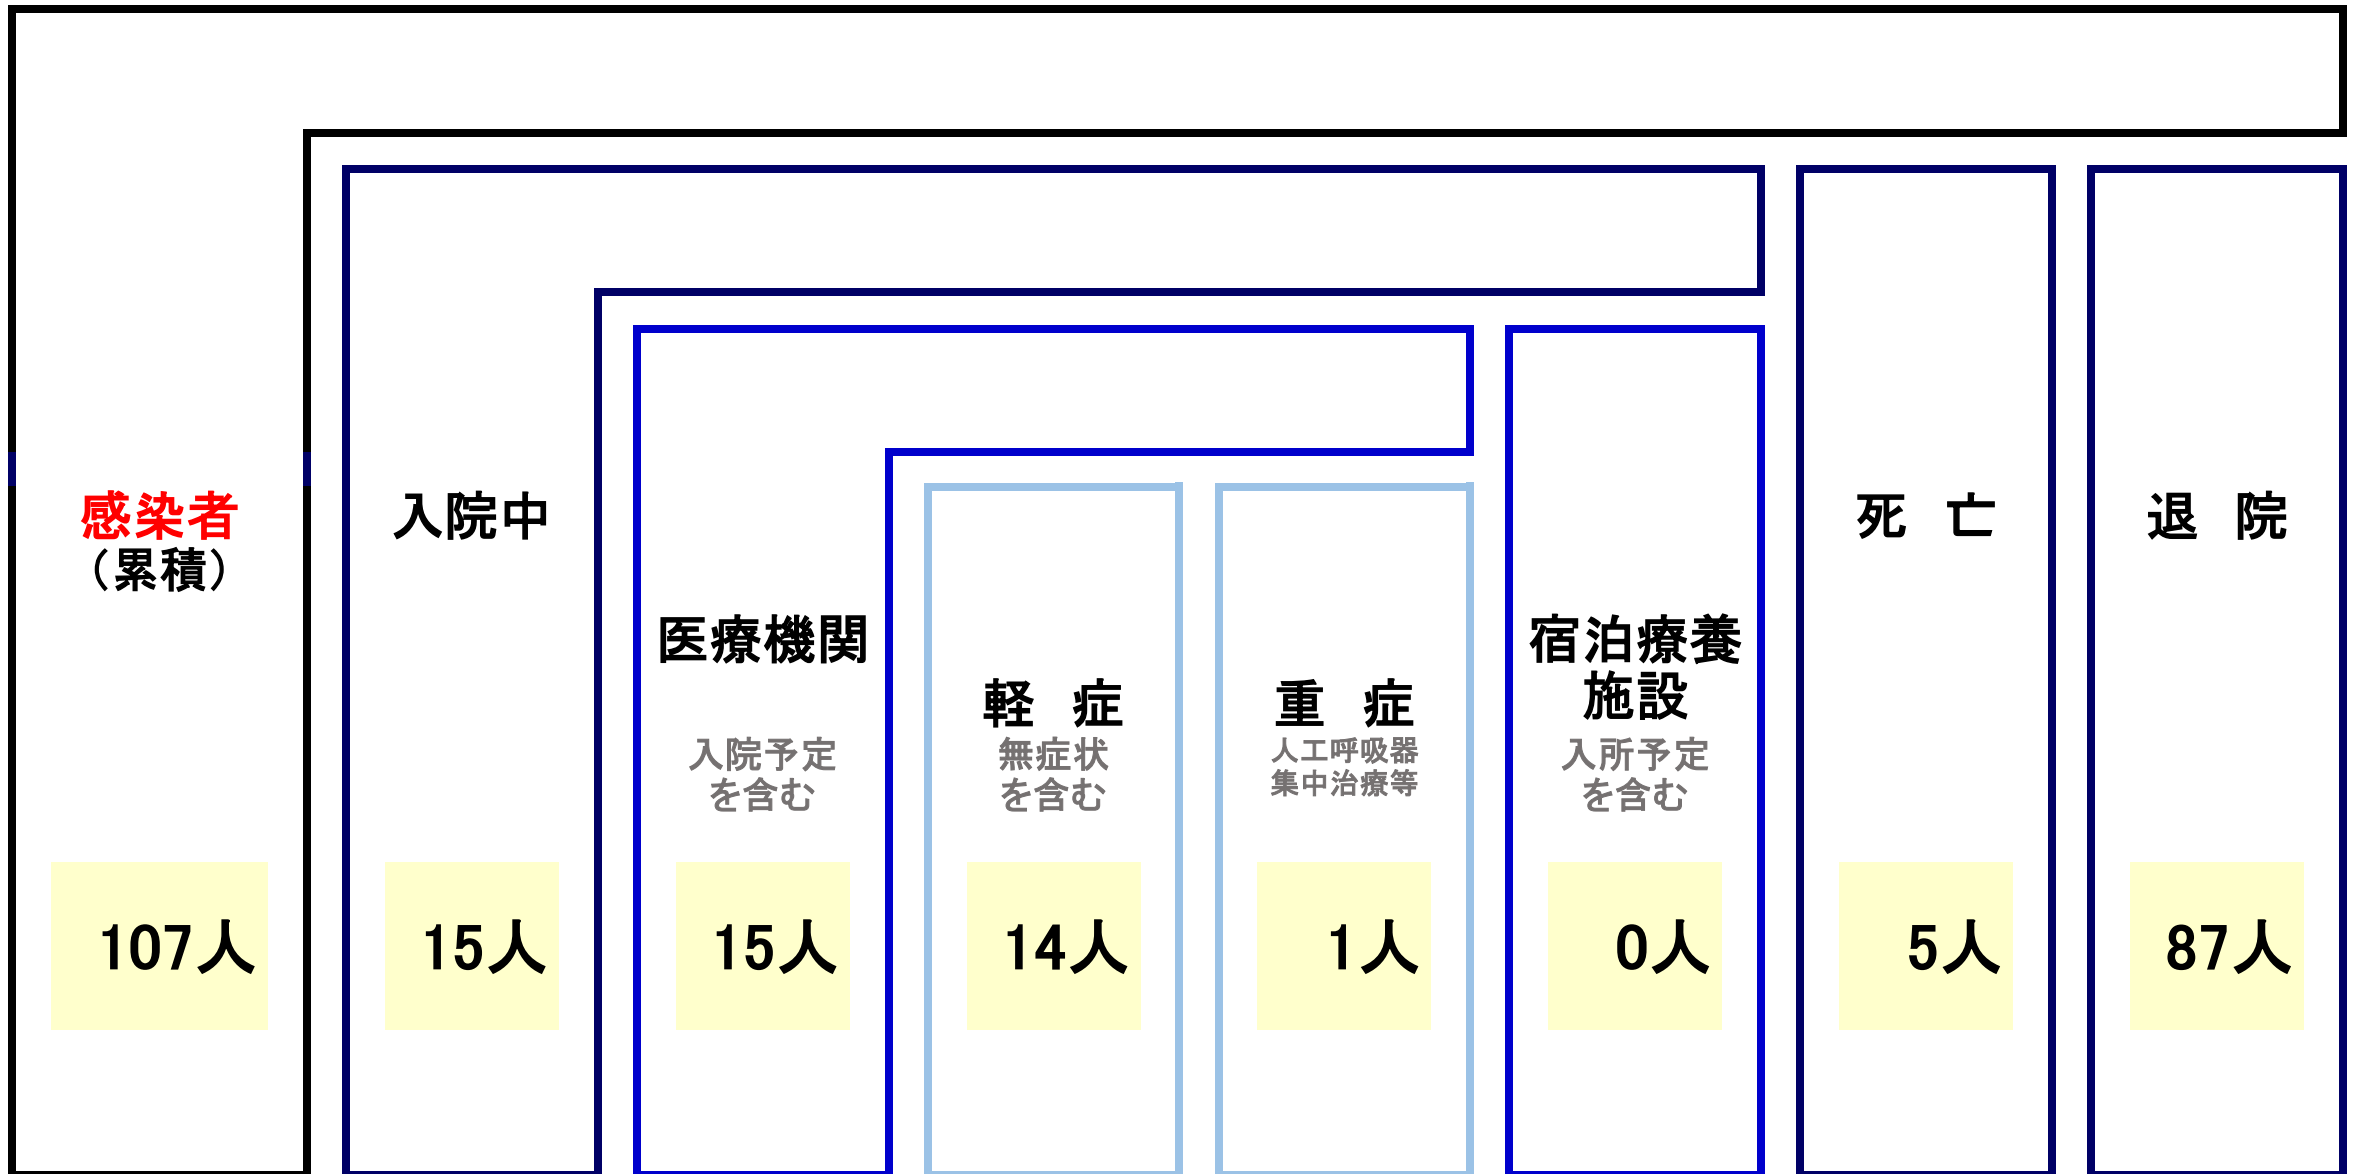 感染者
（累積）
107人
入院中
15人
医療機関
入院予定
を含む
15人
軽 症
無症状
を含む
14人
重 症
人工呼吸器
集中治療等
1人
宿泊療養
施設
入所予定
を含む
0人
死 亡
5人
退 院
87人